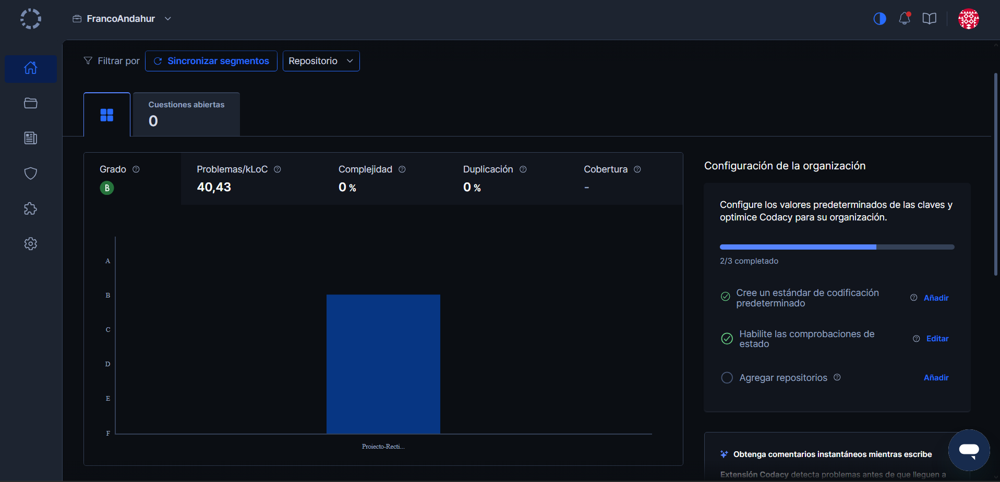 FrancoAndahur
Filtrar por
Sincronizar segmentos
Repositorio
Cuestiones abiertas
0
Grado
B
Problemas/kLoC
40,43
Complejidad
0 %
Duplicación
0 %
Cobertura
-
A
B
C
D
E
F
Proiecto-Recti...
Configuración de la organización
Configure los valores predeterminados de las claves y
optimice Codacy para su organización.
2/3 completado
Cree un estándar de codificación
predeterminado
Añadir
Habilite las comprobaciones de
estado
Editar
Agregar repositorios
Añadir
Obtenga comentarios instantáneos mientras escribe
Extensión Codacy detecta problemas antes de que lleguen a